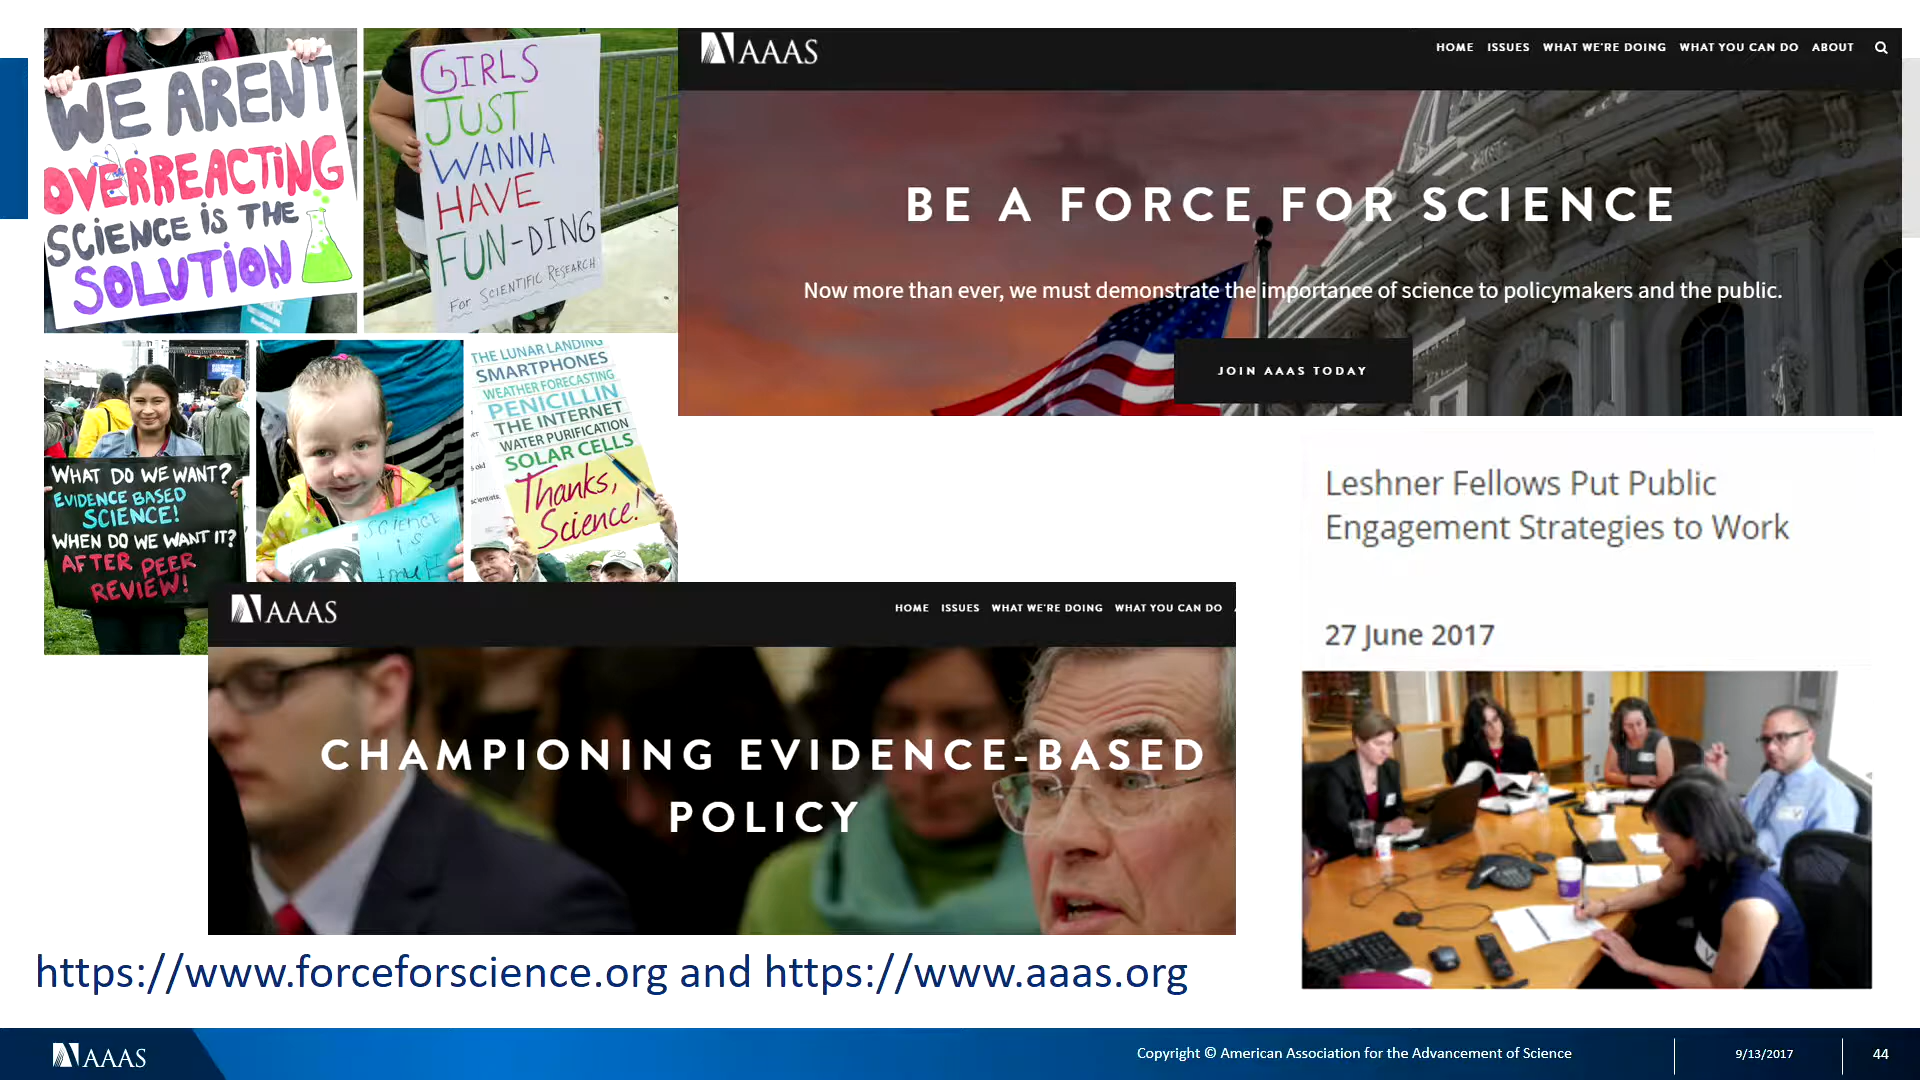 WE ARENT
OVERREACTING
SCIENCE IS THE
SOLUTION
GIRLS
JUST
WANNA
HAVE
FUN-DING
For SCIENTIFIC RESEARCH
AAAS
HOME ISSUES WHAT WE'RE DOING WHAT YOU CAN DO ABOUT
BE A FORCE FOR SCIENCE
Now more than ever, we must demonstrate the importance of science to policymakers and the public.
JOIN AAAS TODAY
WHAT DO WE WANT?
EVIDENCE BASED
SCIENCE!
WHEN DO WE WANT IT?
AFTER PEER
REVIEW!
Science
is
true
THE LUNAR LANDING
SMARTPHONES
WEATHER FORECASTING
PENICILLIN
THE INTERNET
WATER PURIFICATION
SOLAR CELLS
Thanks,
Science!
Leshner Fellows Put Public
Engagement Strategies to Work
27 June 2017
AAAS
HOME ISSUES WHAT WE'RE DOING WHAT YOU CAN DO
CHAMPIONING EVIDENCE-BASED
POLICY
https://www.forceforscience.org and https://www.aaas.org
AAAS
Copyright © American Association for the Advancement of Science
9/13/2017
44